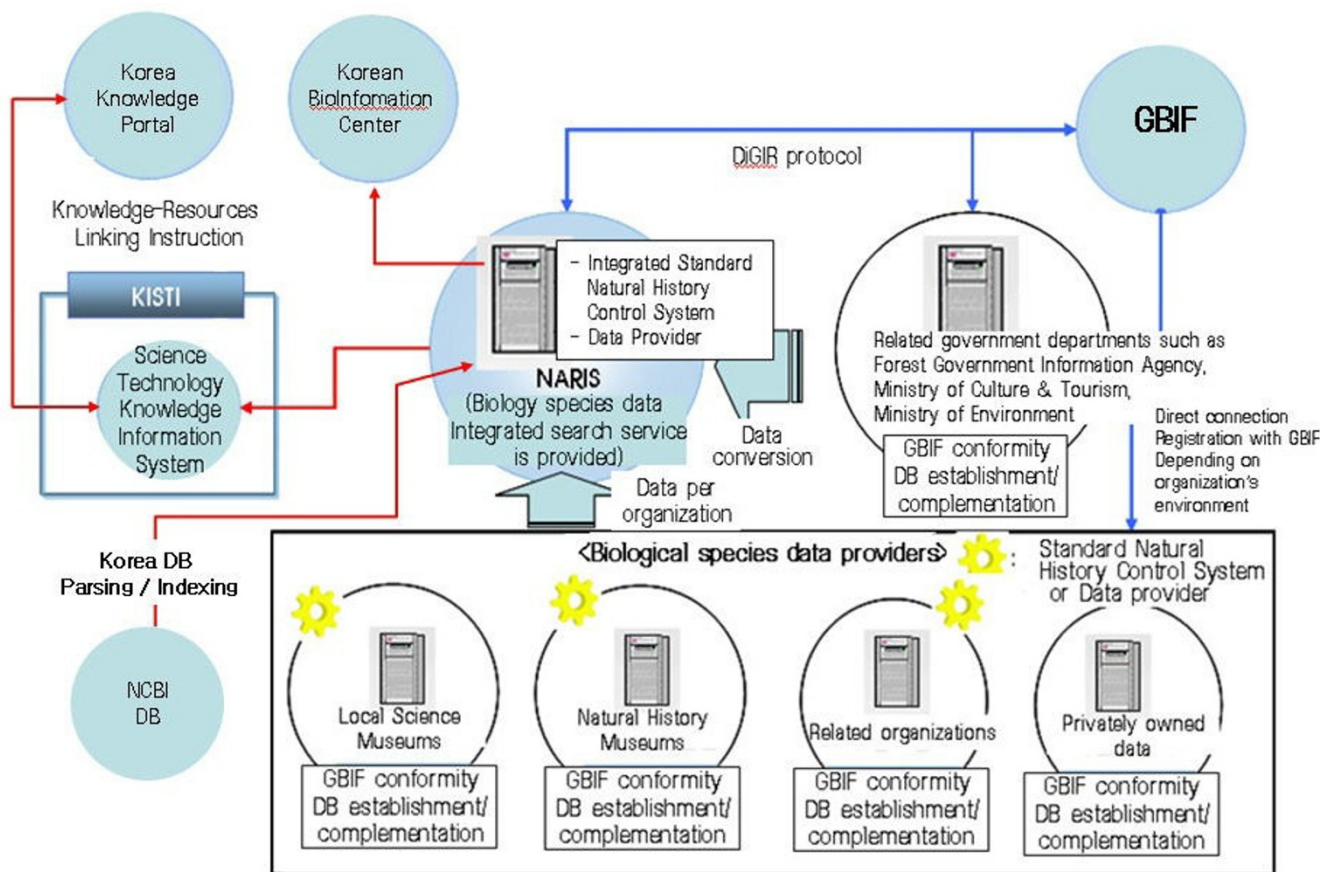 Korea
Knowledge
Portal
Korean
BioInfomation
Center
GBIF
DiGIR protocol
Knowledge-Resources
Linking Instruction
KISTI
Science
Technology
Knowledge
Information
System
- Integrated Standard
Natural History
Control System
- Data Provider
NARIS
(Biology species data
Integrated search service
is provided)
Data
conversion
Data per
organization
Related government departments such as
Forest Government Information Agency,
Ministry of Culture & Tourism,
Ministry of Environment
GBIF conformity
DB establishment/
complementation
Direct connection
Registration with GBIF
Depending on
organization's
environment
Korea DB
Parsing / Indexing
NCBI
DB
<Biological species data providers>
: Standard Natural
History Control System
or Data provider
Local Science
Museums
GBIF conformity
DB establishment/
complementation
Natural History
Museums
GBIF conformity
DB establishment/
complementation
Related organizations
GBIF conformity
DB establishment/
complementation
Privately owned
data
GBIF conformity
DB establishment/
complementation